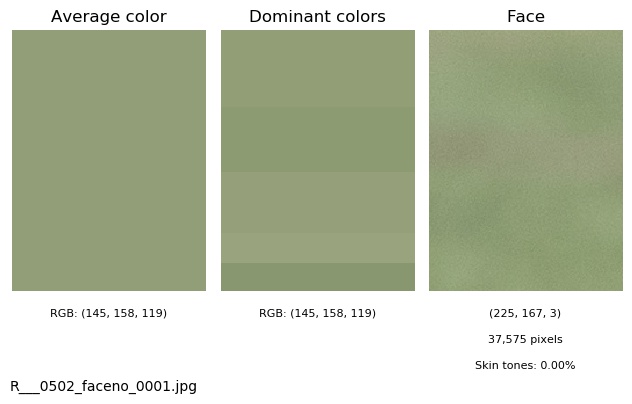 Average color
Dominant colors
Face
RGB: (145, 158, 119)
RGB: (145, 158, 119)
(225, 167, 3)
37,575 pixels
Skin tones: 0.00%
R___0502_faceno_0001.jpg